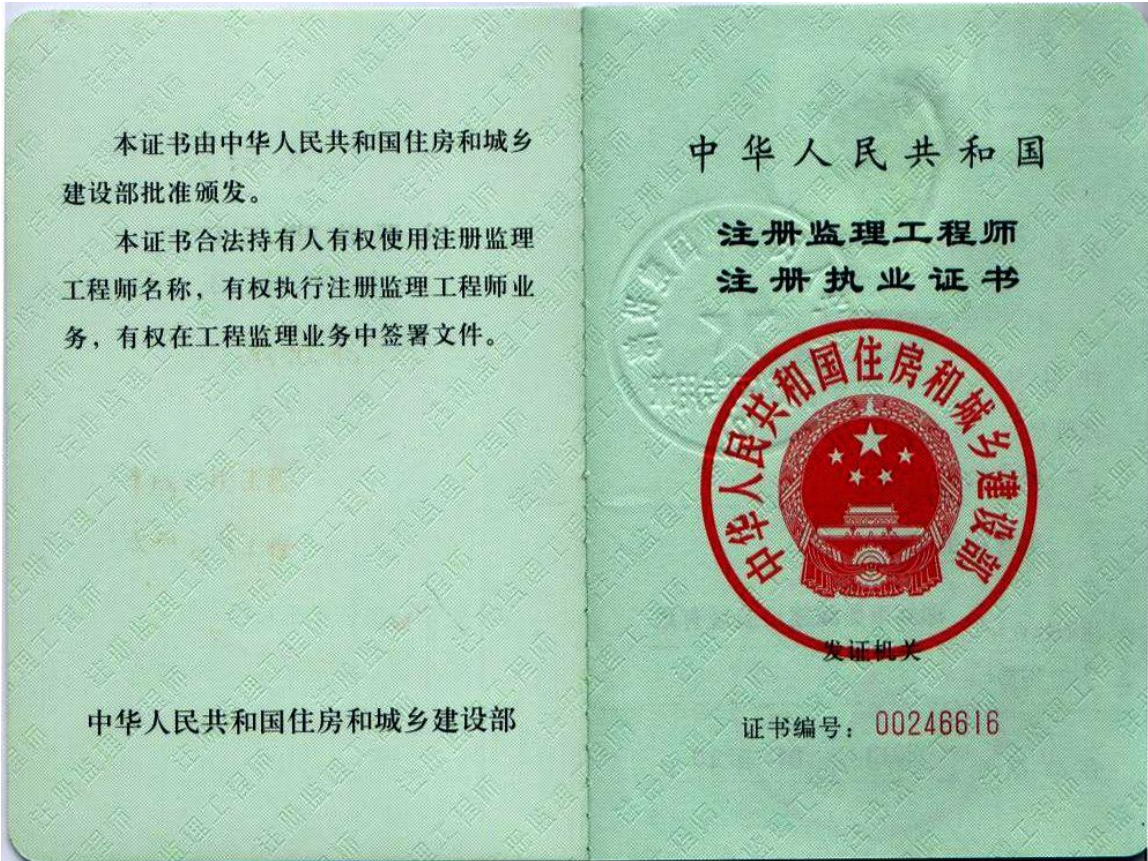 本证书由中华人民共和国住房和城乡
建设部批准颁发。
本证书合法持有人有权使用注册监理
工程师名称，有权执行注册监理工程师业
务，有权在工程监理业务中签署文件。
中华人民共和国住房和城乡建设部
中华人民共和国
注册监理工程师
注册执业证书
中华人民共和国住房和城乡建设部
发证机关
证书编号：00246616